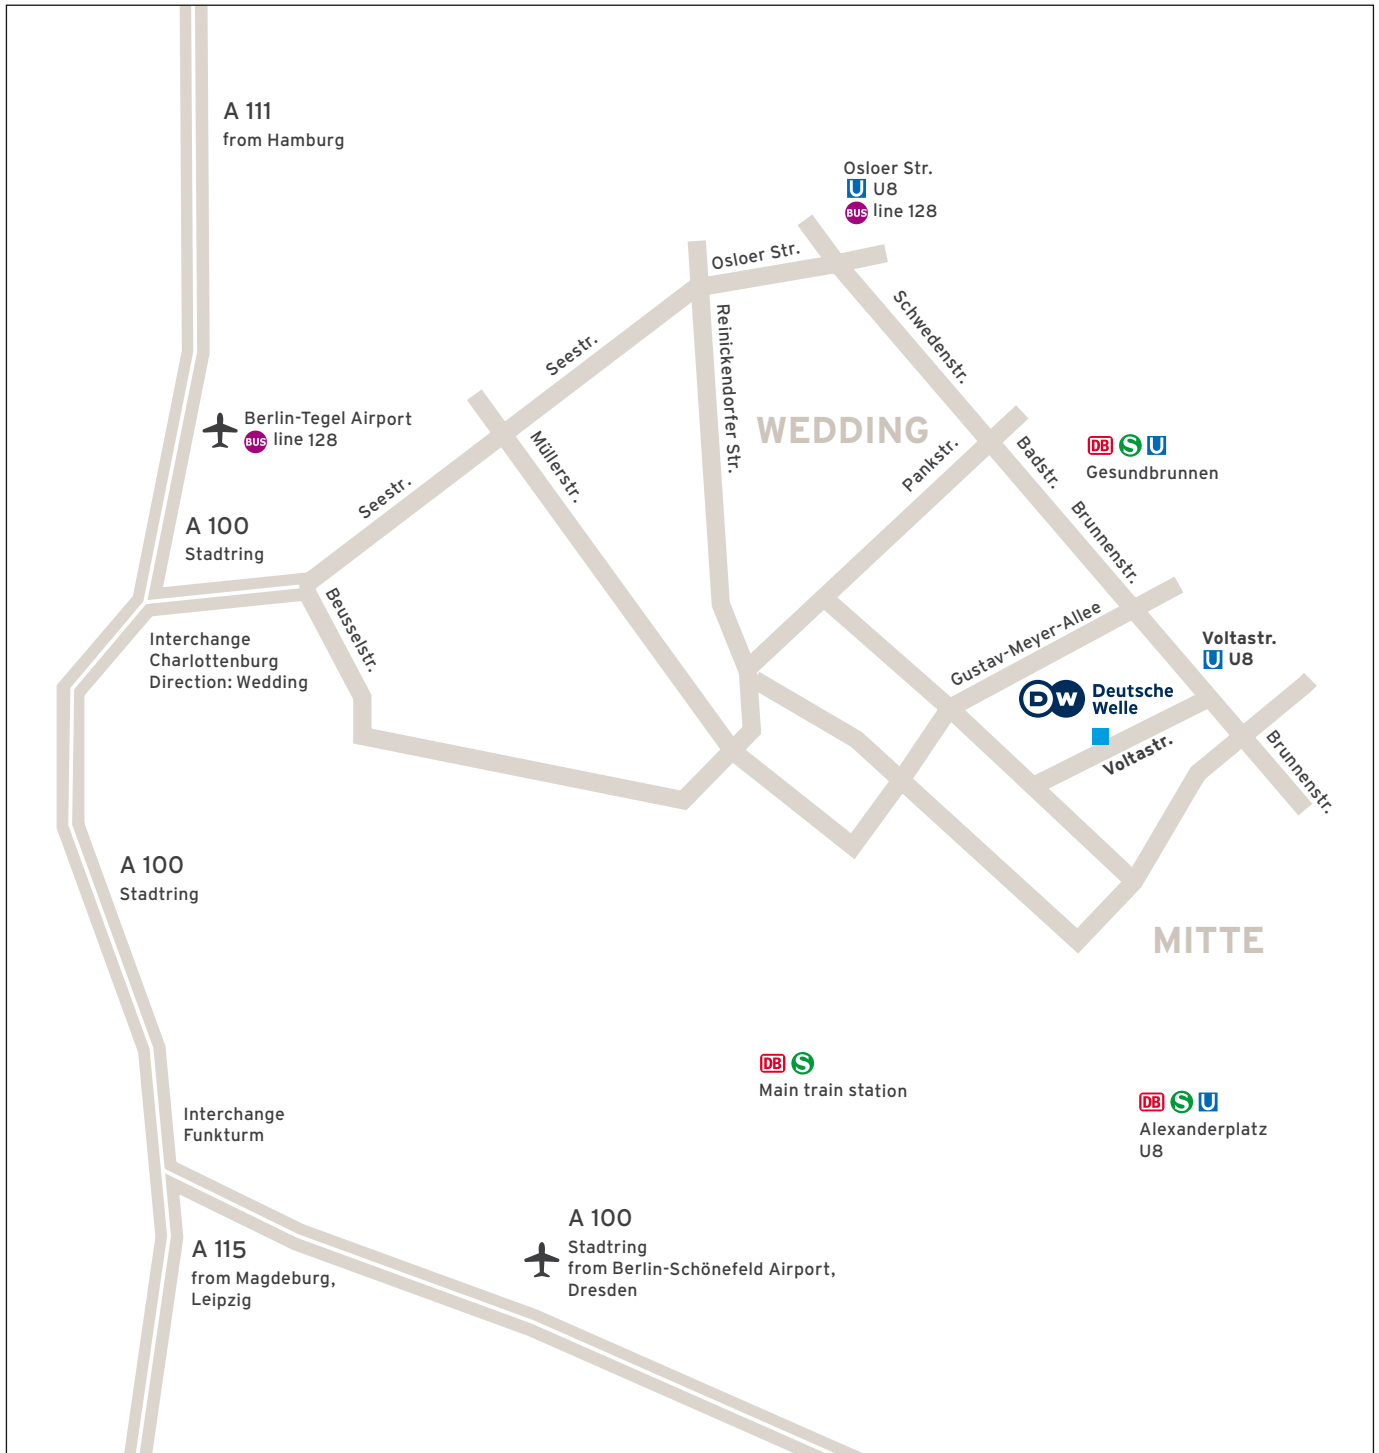 A 111
from Hamburg
Osloer Str.
U U8
BUS line 128
Osloer Str.
Seestr.
Reinickendorfer Str.
Schwedenstr.
Berlin-Tegel Airport
BUS line 128
WEDDING
Müllerstr.
Pankstr.
Badstr.
DB S U
Gesundbrunnen
Seestr.
A 100
Stadtring
Brunnenstr.
Beusselstr.
Gustav-Meyer-Allee
Interchange
Charlottenburg
Direction: Wedding
Voltastr.
U U8
DW Deutsche
Welle
Voltastr.
Brunnenstr.
A 100
Stadtring
MITTE
DB S
Main train station
DB S U
Alexanderplatz
U8
Interchange
Funkturm
A 100
Stadtring
from Berlin-Schönefeld Airport,
Dresden
A 115
from Magdeburg,
Leipzig